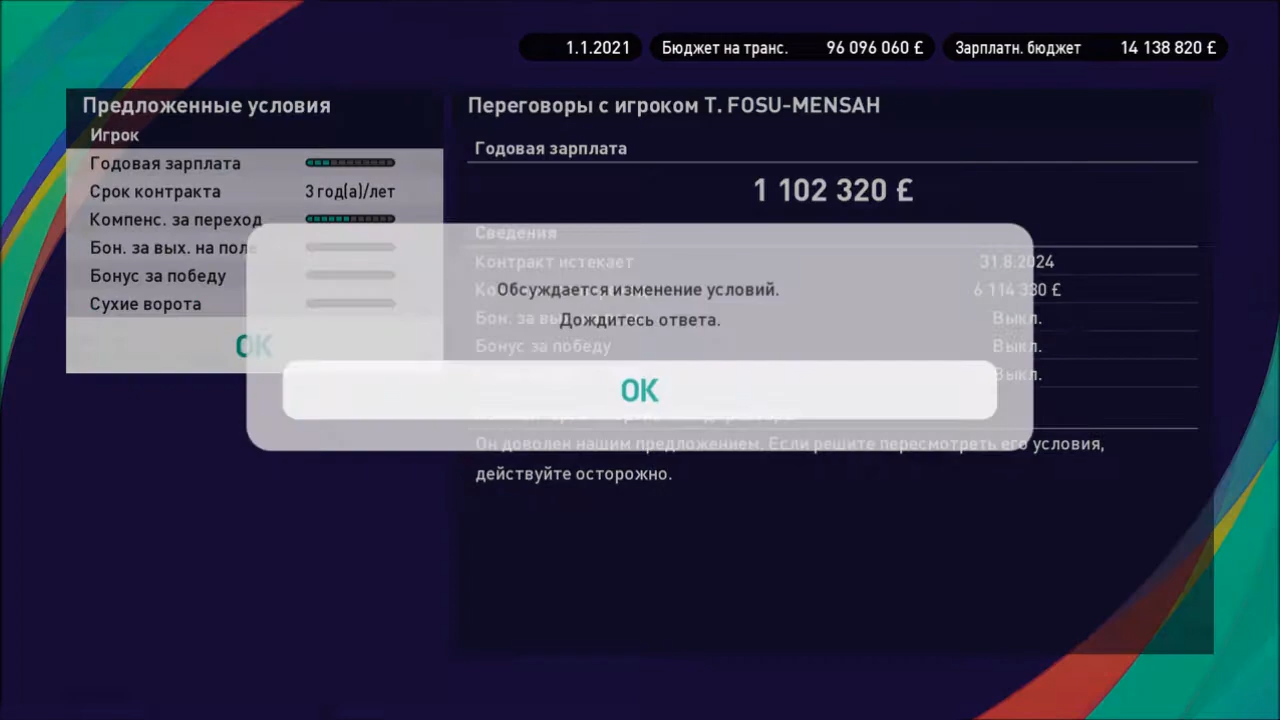 1.1.2021 Бюджет на транс. 96 096 060 £ Зарплатн. бюджет 14 138 820 £
Предложенные условия
Игрок
Годовая зарплата
Срок контракта 3 год(а)/лет
Компенс. за переход
Бон. за вых. на поле
Бонус за победу
Сухие ворота
OK
Переговоры с игроком T. FOSU-MENSAH
Годовая зарплата
1 102 320 £
Сведения
Контракт истекает 31.8.2024
6 114 330 £
Бон. за вы Выкл.
Бонус за победу Выкл.
Выкл.
Он доволен нашим предложением. Если решите пересмотреть его условия,
действуйте осторожно.
Обсуждается изменение условий.
Дождитесь ответа.
OK